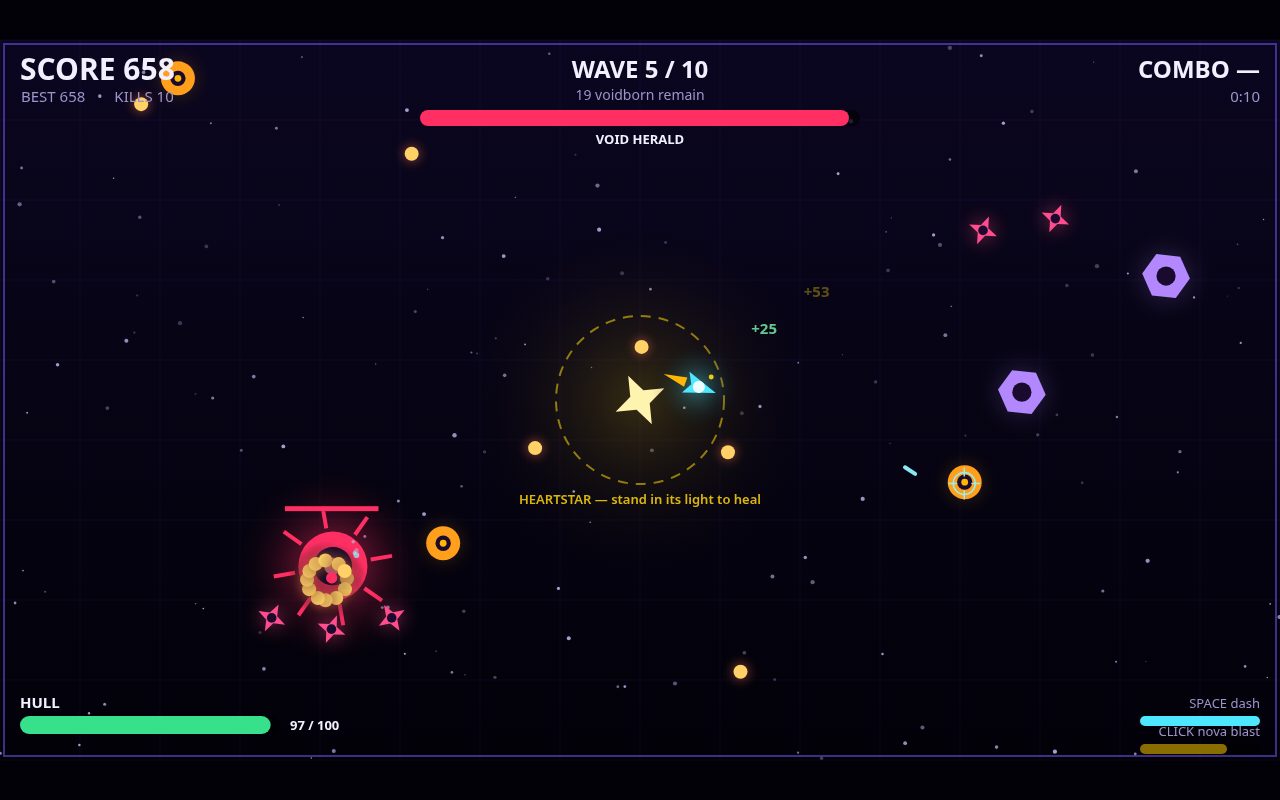 SCORE 658
BEST 658 • KILLS 10
WAVE 5 / 10
19 voidborn remain
VOID HERALD
COMBO —
0:10
+53
+25
HEARTSTAR — stand in its light to heal
HULL
97 / 100
SPACE dash
CLICK nova blast